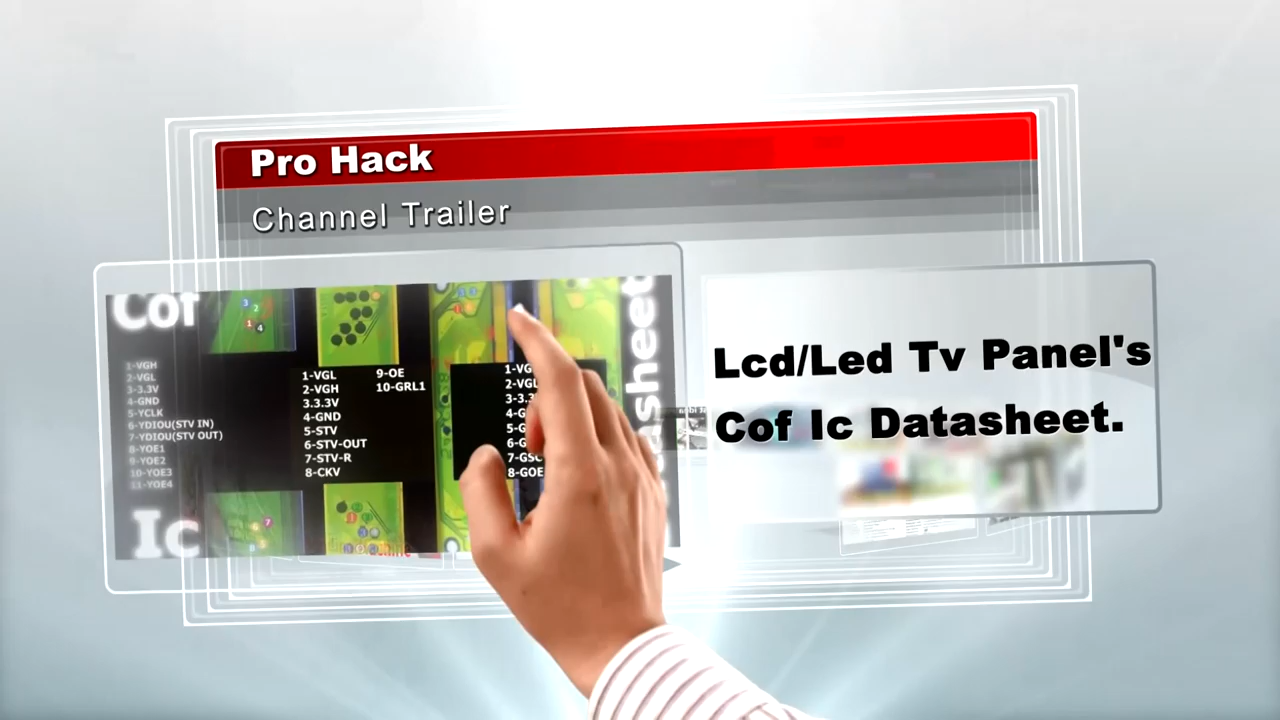 Pro Hack
Channel Trailer
Cof
1-VGH
2-VGL
3-3.3V
4-GND
5-YCLK
6-YDIOU(STV IN)
7-YDIOU(STV OUT)
8-YOE1
9-YOE2
10-YOE3
11-YOE4
Ic
1-VGL
2-VGH
3.3.3V
4-GND
5-STV
6-STV-OUT
7-STV-R
8-CKV
9-OE
10-GRL1
8-GOE
Lcd/Led Tv Panel's
Cof Ic Datasheet.